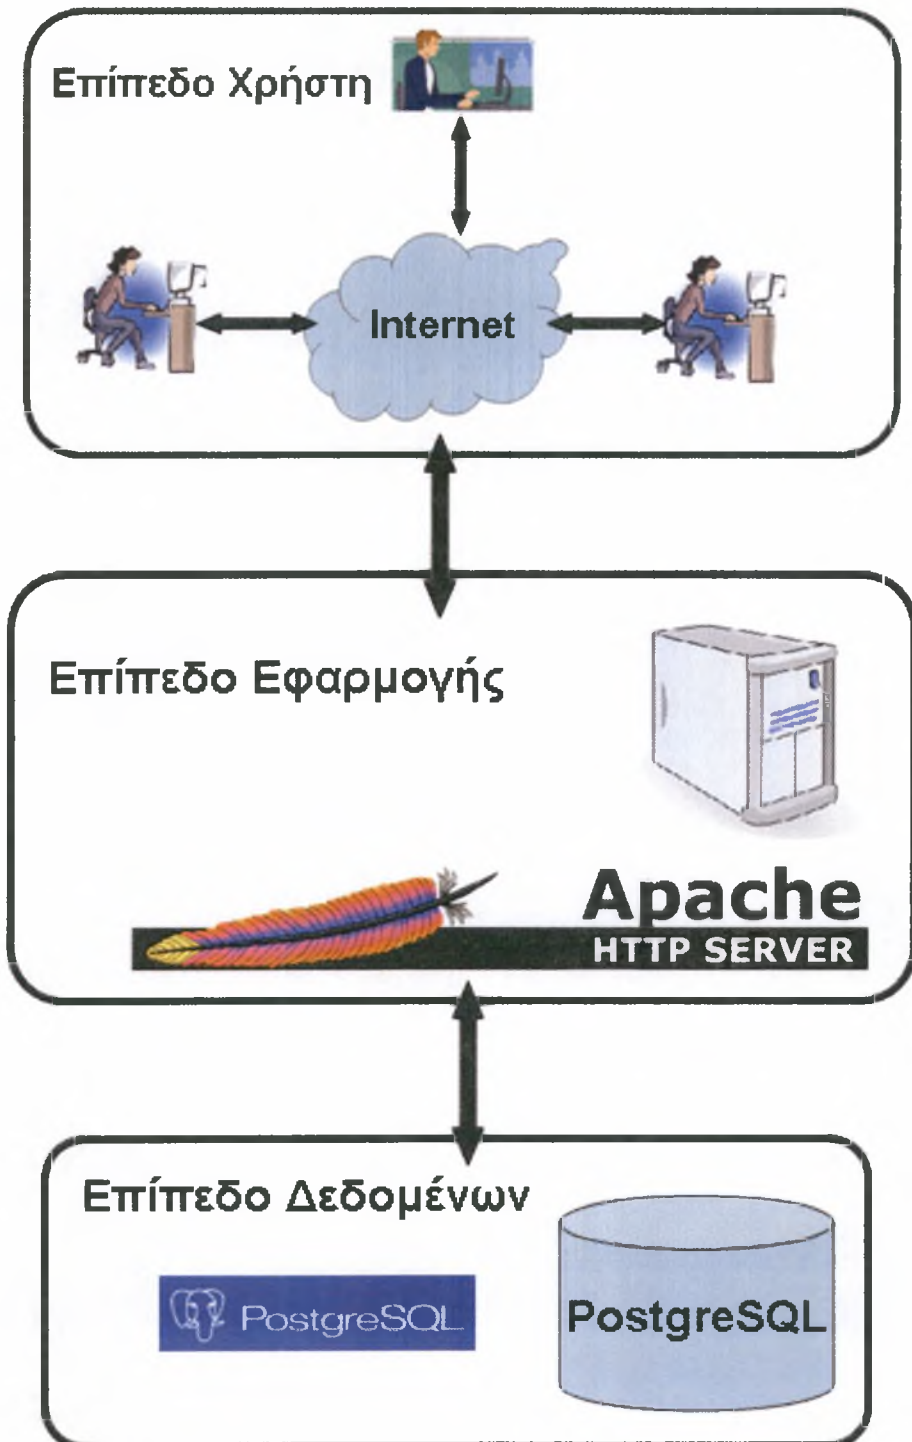 Επίπεδο Χρήστη
Internet
Επίπεδο Εφαρμογής
Apache
HTTP SERVER
Επίπεδο Δεδομένων
PostgreSQL
PostgreSQL